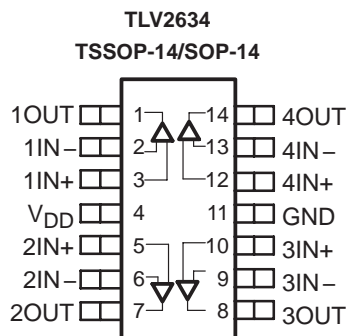 TLV2634
TSSOP-14/SOP-14
1OUT 1 14 4OUT
1IN− 2 13 4IN−
1IN+ 3 12 4IN+
VDD 4 11 GND
2IN+ 5 10 3IN+
2IN− 6 9 3IN−
2OUT 7 8 3OUT